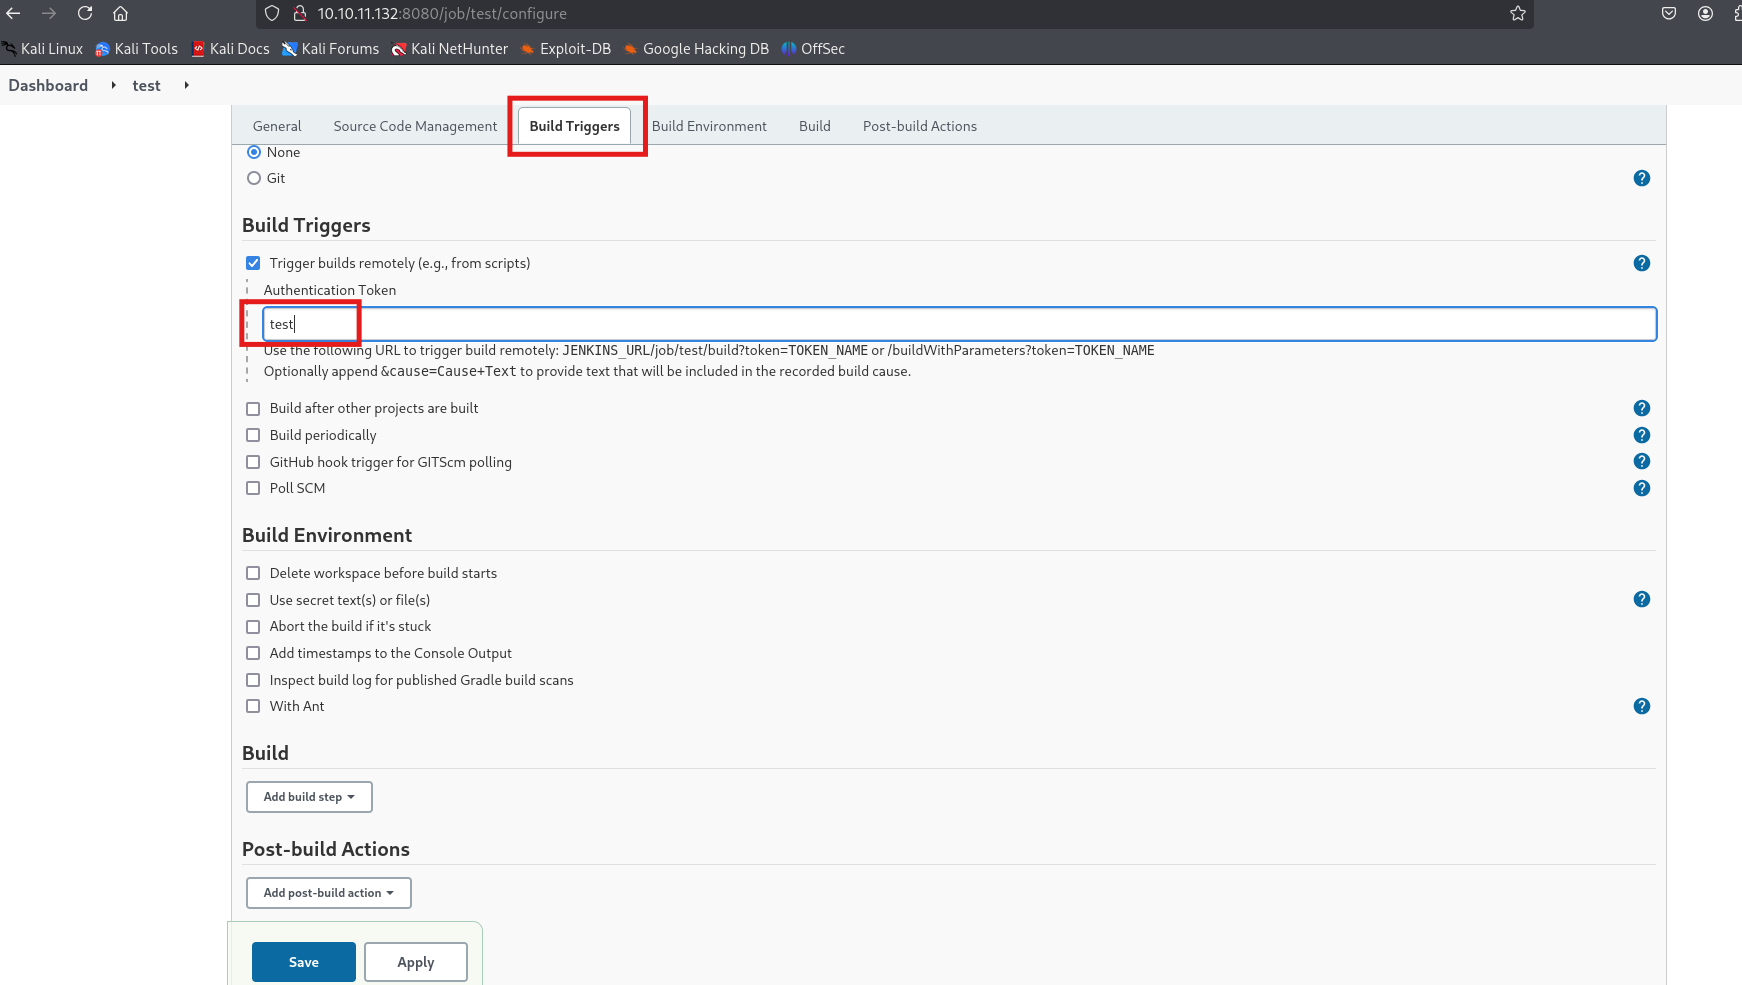 10.10.11.132:8080/job/test/configure
Kali Linux Kali Tools Kali Docs Kali Forums Kali NetHunter Exploit-DB Google Hacking DB OffSec
Dashboard test
General Source Code Management Build Triggers Build Environment Build Post-build Actions
None
Git
?
Build Triggers
Trigger builds remotely (e.g., from scripts) ?
Authentication Token
test
Use the following URL to trigger build remotely: JENKINS_URL/job/test/build?token=TOKEN_NAME or /buildWithParameters?token=TOKEN_NAME
Optionally append &cause=Cause+Text to provide text that will be included in the recorded build cause.
Build after other projects are built ?
Build periodically ?
GitHub hook trigger for GITScm polling ?
Poll SCM ?
Build Environment
Delete workspace before build starts
Use secret text(s) or file(s) ?
Abort the build if it's stuck
Add timestamps to the Console Output
Inspect build log for published Gradle build scans
With Ant ?
Build
Add build step
Post-build Actions
Add post-build action
Save Apply